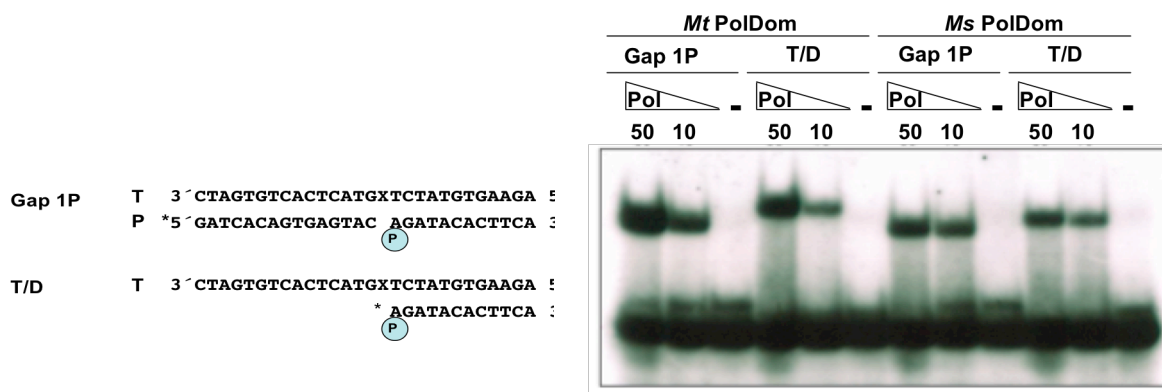 Mt PolDom Ms PolDom
Gap 1P T/D Gap 1P T/D
Pol - Pol - Pol - Pol -
50 10 50 10 50 10 50 10
Gap 1P T 3´CTAGTGTCACTCATGXTCTATGTGAAGA 5
P *5´GATCACAGTGAGTAC AGATACACTTCA 3
P
T/D T 3´CTAGTGTCACTCATGXTCTATGTGAAGA 5
* AGATACACTTCA 3
P